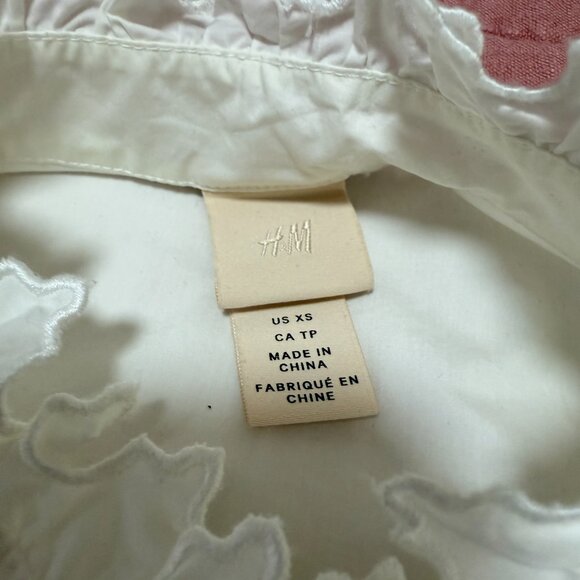 H&M
US XS
CA TP
MADE IN
CHINA
FABRIQUÉ EN
CHINE